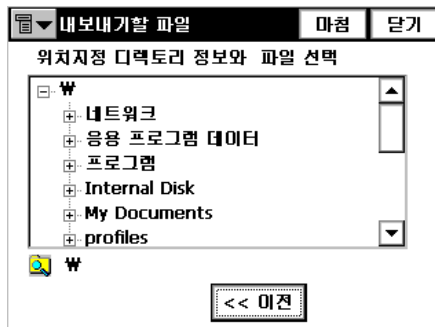 내보내기할 파일 마침 닫기
위치지정 디렉토리 정보와 파일 선택
₩
네트워크
응용 프로그램 데이터
프로그램
Internal Disk
My Documents
profiles
₩
<< 이전